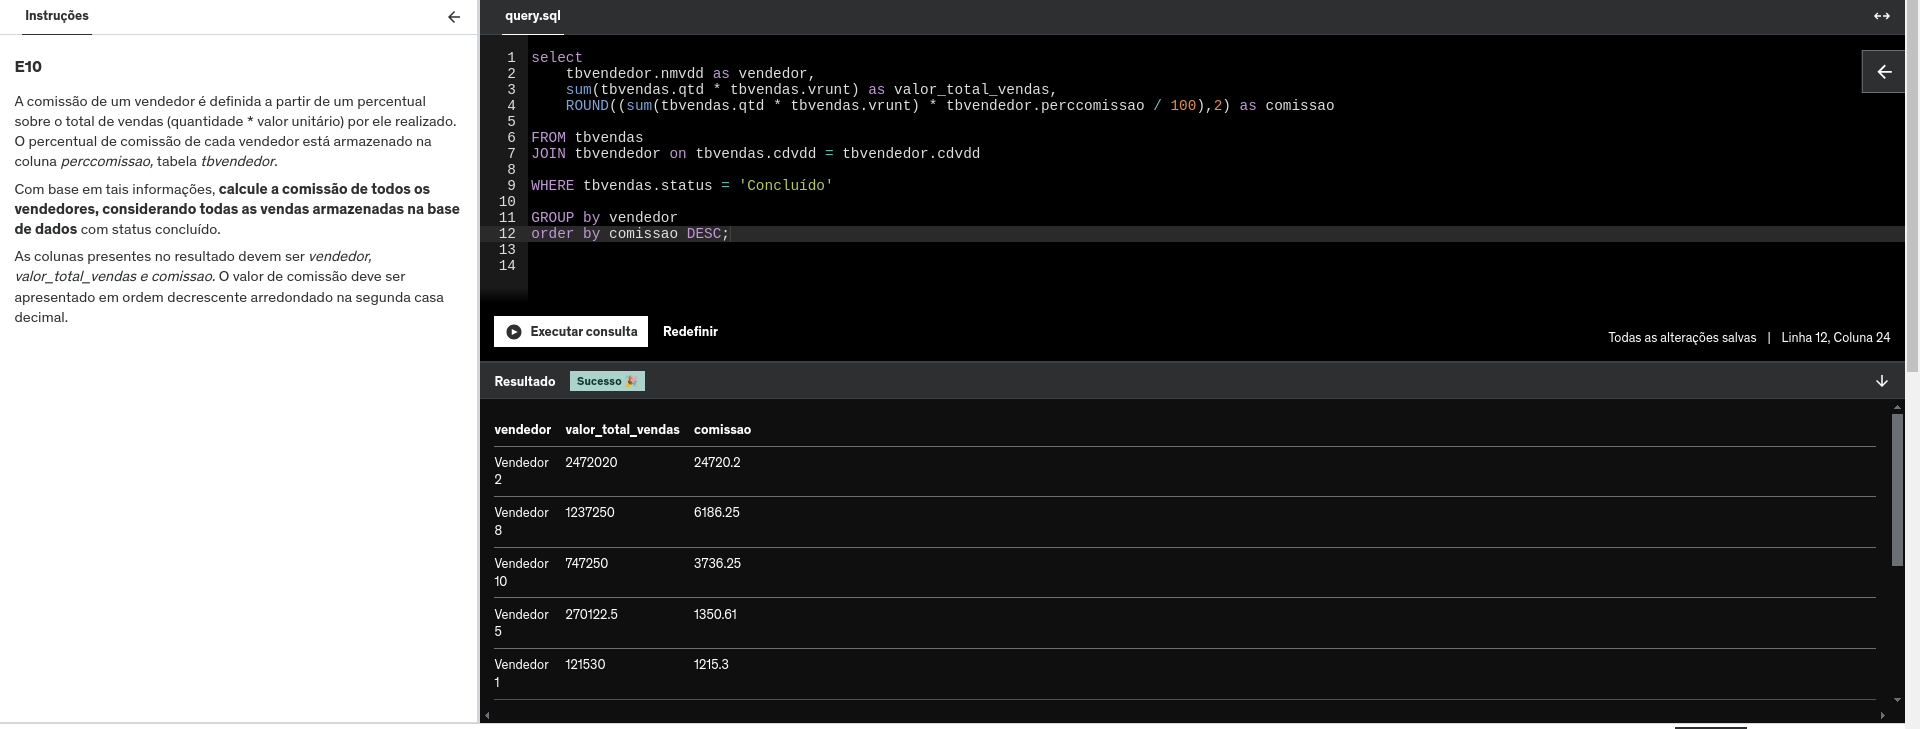 Instruções
E10
A comissão de um vendedor é definida a partir de um percentual
sobre o total de vendas (quantidade * valor unitário) por ele realizado.
O percentual de comissão de cada vendedor está armazenado na
coluna perccomissao, tabela tbvendedor.
Com base em tais informações, calcule a comissão de todos os
vendedores, considerando todas as vendas armazenadas na base
de dados com status concluído.
As colunas presentes no resultado devem ser vendedor,
valor_total_vendas e comissao. O valor de comissão deve ser
apresentado em ordem decrescente arredondado na segunda casa
decimal.
query.sql
1 select
2 tbvendedor.nmvdd as vendedor,
3 sum(tbvendas.qtd * tbvendas.vrunt) as valor_total_vendas,
4 ROUND((sum(tbvendas.qtd * tbvendas.vrunt) * tbvendedor.perccomissao / 100),2) as comissao
5
6 FROM tbvendas
7 JOIN tbvendedor on tbvendas.cdvdd = tbvendedor.cdvdd
8
9 WHERE tbvendas.status = 'Concluído'
10
11 GROUP by vendedor
12 order by comissao DESC;
13
14
Executar consulta Redefinir
Todas as alterações salvas | Linha 12, Coluna 24
Resultado Sucesso 🎉
vendedor valor_total_vendas comissao
Vendedor 2472020 24720.2
2
Vendedor 1237250 6186.25
8
Vendedor 747250 3736.25
10
Vendedor 270122.5 1350.61
5
Vendedor 121530 1215.3
1